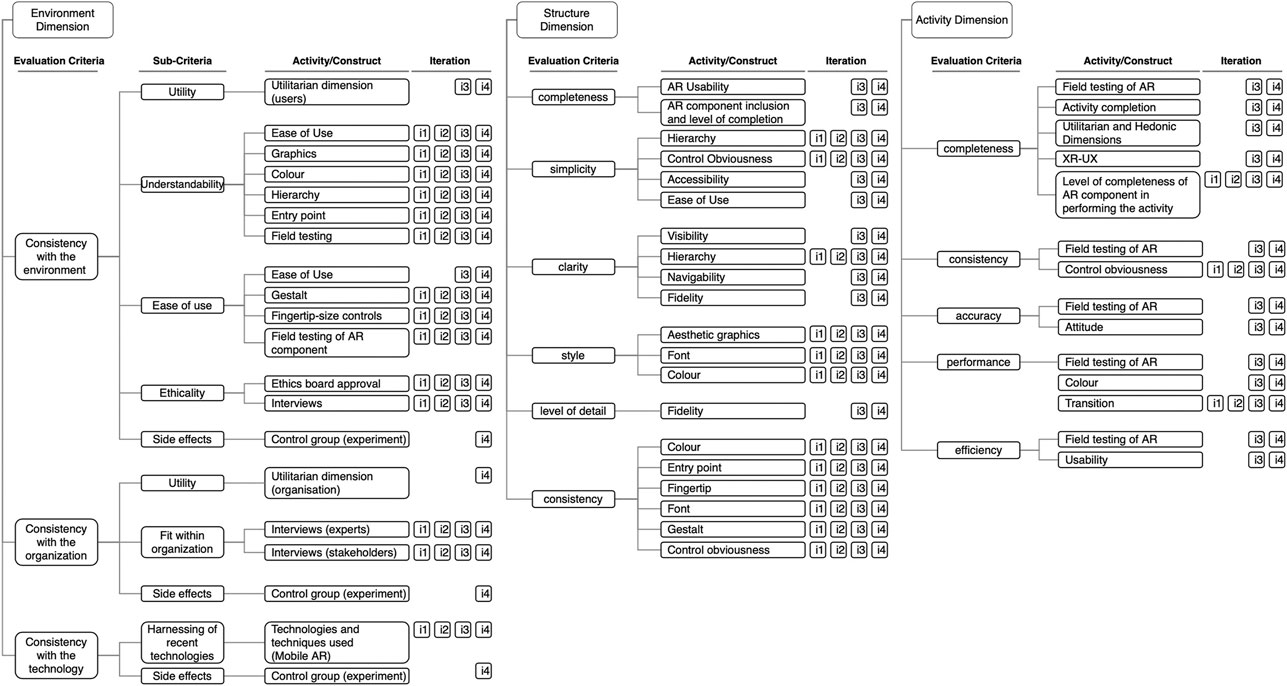 Environment
Dimension
Evaluation Criteria Sub-Criteria Activity/Construct Iteration
Utility
Utilitarian dimension
(users)
i3 i4
Understandability
Ease of Use i1 i2 i3 i4
Graphics i1 i2 i3 i4
Colour i1 i2 i3 i4
Hierarchy i1 i2 i3 i4
Entry point i1 i2 i3 i4
Field testing i1 i2 i3 i4
Consistency
with the
environment
Ease of use
Ease of Use i3 i4
Gestalt i1 i2 i3 i4
Fingertip-size controls i1 i2 i3 i4
Field testing of AR
component
i1 i2 i3 i4
Ethicality
Ethics board approval i1 i2 i3 i4
Interviews i1 i2 i3 i4
Side effects Control group (experiment) i4
Utility
Utilitarian dimension
(organisation)
i4
Consistency
with the
organization
Fit within
organization
Interviews (experts) i1 i2 i3 i4
Interviews (stakeholders) i1 i2 i3 i4
Side effects Control group (experiment) i4
Consistency
with the
technology
Harnessing of
recent
technologies
Technologies and
techniques used
(Mobile AR)
i1 i2 i3 i4
Side effects Control group (experiment) i4
Structure
Dimension
Evaluation Criteria Activity/Construct Iteration
completeness
AR Usability i3 i4
AR component inclusion
and level of completion
i3 i4
simplicity
Hierarchy i1 i2 i3 i4
Control Obviousness i1 i2 i3 i4
Accessibility i3 i4
Ease of Use i3 i4
clarity
Visibility i3 i4
Hierarchy i1 i2 i3 i4
Navigability i3 i4
Fidelity i3 i4
style
Aesthetic graphics i1 i2 i3 i4
Font i1 i2 i3 i4
Colour i1 i2 i3 i4
level of detail Fidelity i3 i4
consistency
Colour i1 i2 i3 i4
Entry point i1 i2 i3 i4
Fingertip i1 i2 i3 i4
Font i1 i2 i3 i4
Gestalt i1 i2 i3 i4
Control obviousness i1 i2 i3 i4
Activity Dimension
Evaluation Criteria Activity/Construct Iteration
completeness
Field testing of AR i3 i4
Activity completion i3 i4
Utilitarian and Hedonic
Dimensions
i3 i4
XR-UX i3 i4
Level of completeness of
AR component in
performing the activity
i1 i2 i3 i4
consistency
Field testing of AR i3 i4
Control obviousness i1 i2 i3 i4
accuracy
Field testing of AR i3 i4
Attitude i3 i4
performance
Field testing of AR i3 i4
Colour i3 i4
Transition i1 i2 i3 i4
efficiency
Field testing of AR i3 i4
Usability i3 i4